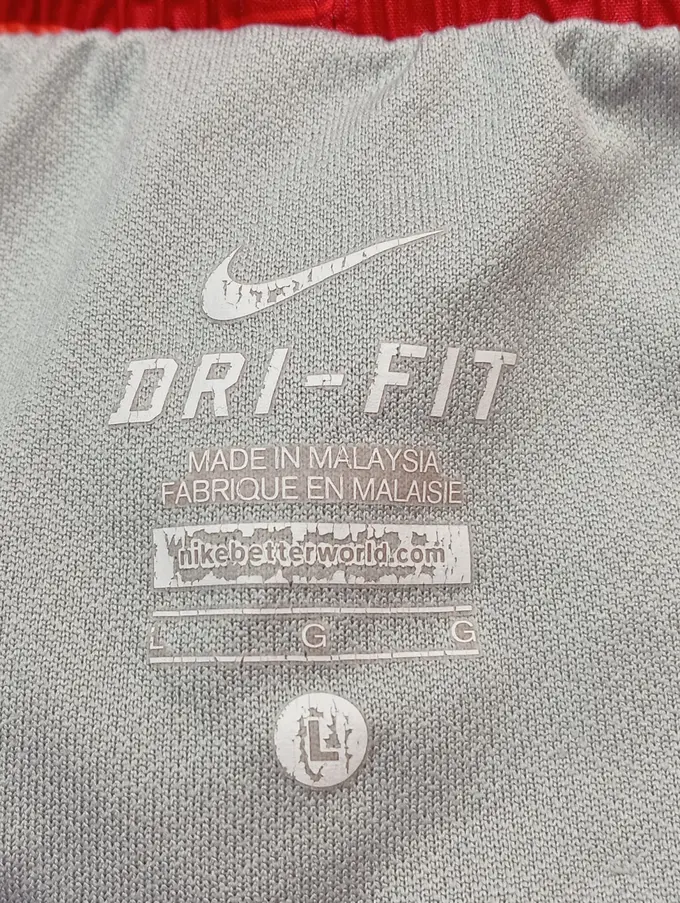 DRI-FIT
MADE IN MALAYSIA
FABRIQUE EN MALAISIE
nikebetterworld.com
L G G
L